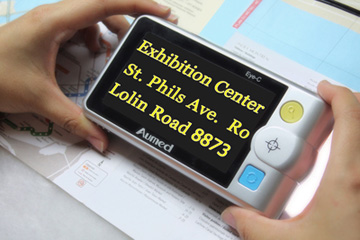 Eye-C
Exhibition Center
St. Phils Ave. Ro
Lolin Road 8873
Aumed